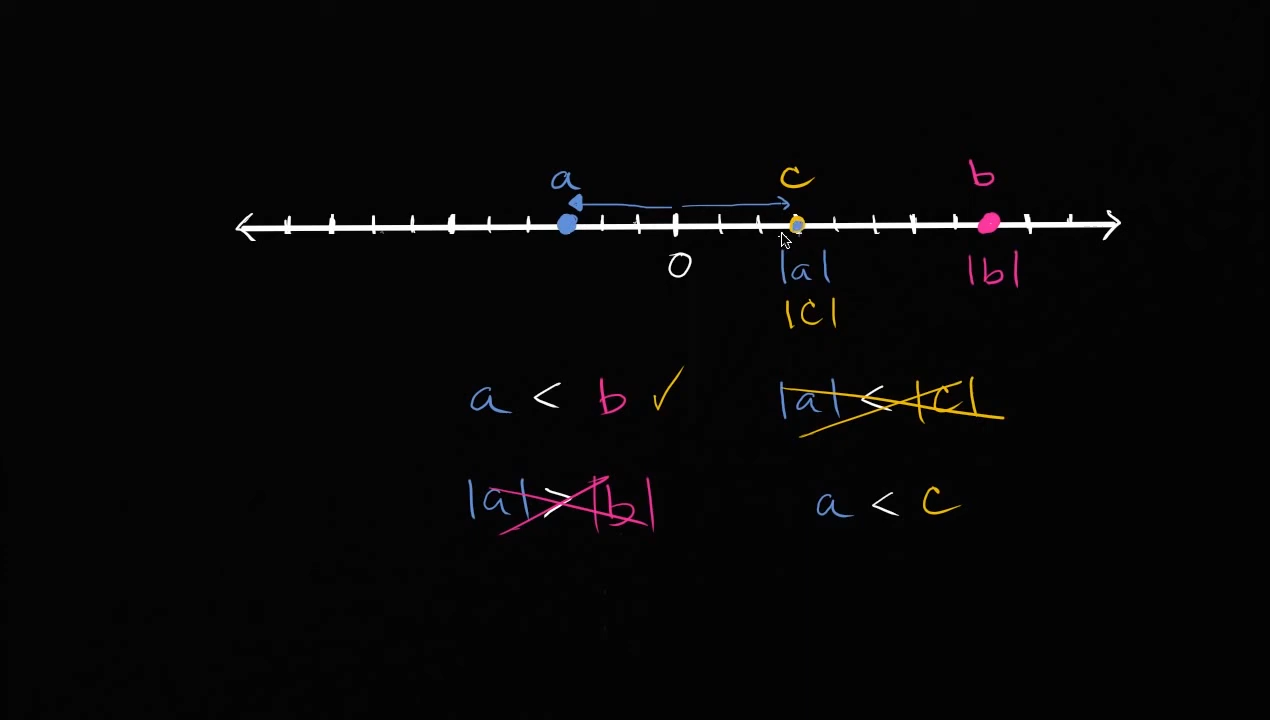 a c b
0
|a| |b|
|c|
a < b ✓ |a| < |c|
|a| > |b| a < c